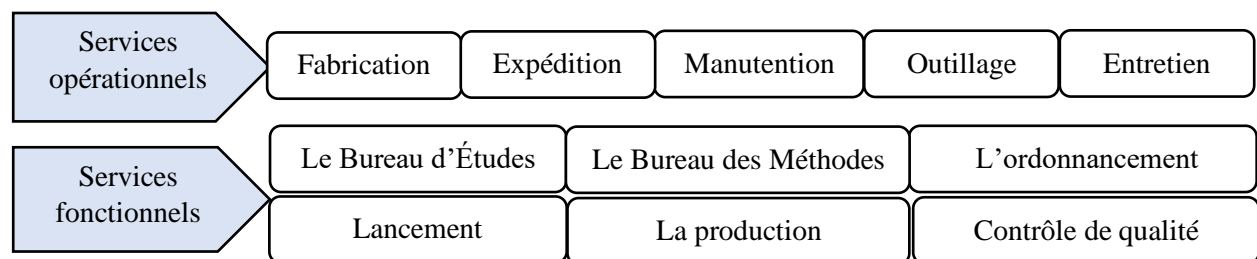 Services
opérationnels
Fabrication
Expédition
Manutention
Outillage
Entretien
Services
fonctionnels
Le Bureau d’Études
Le Bureau des Méthodes
L’ordonnancement
Lancement
La production
Contrôle de qualité